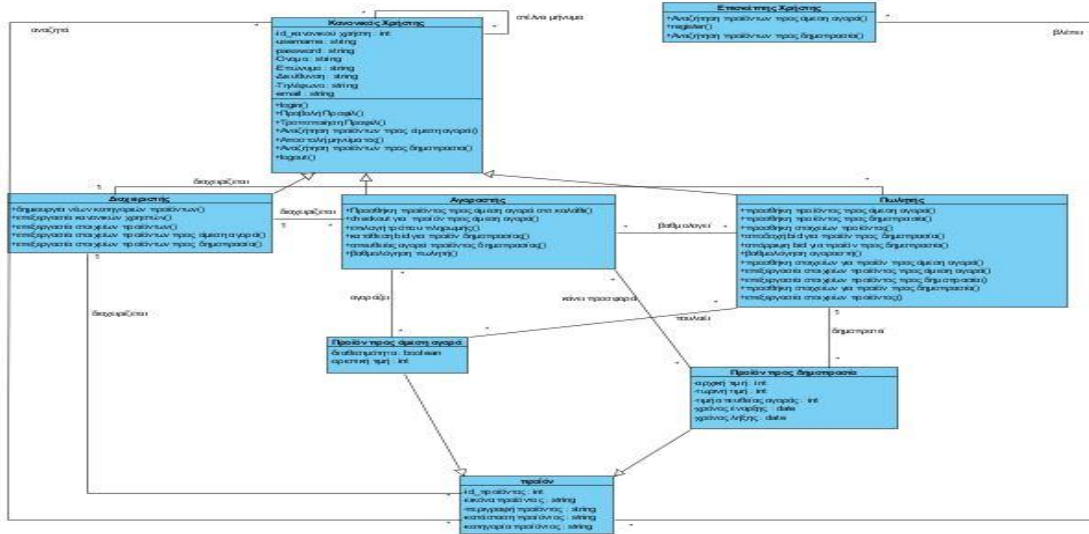 Κανονικός Χρήστης
-id_κανονικού χρήστη : int
-username : string
-password : string
-Όνομα : string
-Επώνυμο : string
-Διεύθυνση : string
-Τηλέφωνο : string
-email : string
+login()
+Προβολή Προφίλ()
+Τροποποίηση Προφίλ()
+Αναζήτηση προϊόντων προς άμεση αγορά()
+Αποστολή μηνύματος()
+Αναζήτηση προϊόντων προς δημοπρασία()
+logout()
στέλνει μήνυμα
αναζητά
Επισκέπτης Χρήστης
+Αναζήτηση προϊόντων προς άμεση αγορά()
+register()
+Αναζήτηση προϊόντων προς δημοπρασία()
βλέπει
διαχειρίζεται
Διαχειριστής
+δημιουργία νέων κατηγοριών προϊόντων()
+επεξεργασία κανονικών χρηστών()
+επεξεργασία στοιχείων προϊόντων()
+επεξεργασία στοιχείων προϊόντων προς άμεση αγορά()
+επεξεργασία στοιχείων προϊόντων προς δημοπρασία()
διαχειρίζεται
Αγοραστής
+Προσθήκη προϊόντος προς άμεση αγορά στο καλάθι()
+checkout για προϊόν προς άμεση αγορά()
+επιλογή τρόπου πληρωμής()
+κατάθεση bid για προϊόν δημοπρασίας()
+απευθείας αγορά προϊόντος δημοπρασίας()
+βαθμολόγηση πωλητή()
βαθμολογεί
Πωλητής
+προσθήκη προϊόντος προς άμεση αγορά()
+προσθήκη προϊόντος προς δημοπρασία()
+προσθήκη στοιχείων προϊόντος()
+αποδοχή bid για προϊόν προς δημοπρασία()
+απόρριψη bid για προϊόν προς δημοπρασία()
+βαθμολόγηση αγοραστή()
+προσθήκη στοιχείων για προϊόν προς άμεση αγορά()
+επεξεργασία στοιχείων προϊόντος προς άμεση αγορά()
+επεξεργασία στοιχείων προϊόντος προς δημοπρασία()
+προσθήκη στοιχείων για προϊόν προς δημοπρασία()
+επεξεργασία στοιχείων προϊόντος()
αγοράζει
κάνει προσφορά
διαχειρίζεται
πουλάει
δημοπρατεί
Προϊόν προς άμεση αγορά
-διαθεσιμότητα : boolean
-οριστική τιμή : int
Προϊόν προς δημοπρασία
-αρχική τιμή : int
-τωρινή τιμή : int
-τιμή απευθείας αγοράς : int
-χρόνος έναρξης : date
-χρόνος λήξης : date
προϊόν
-id_προϊόντος : int
-εικόνα προϊόντος : string
-περιγραφή προϊόντος : string
-κατάσταση προϊόντος : string
-κατηγορία προϊόντος : string